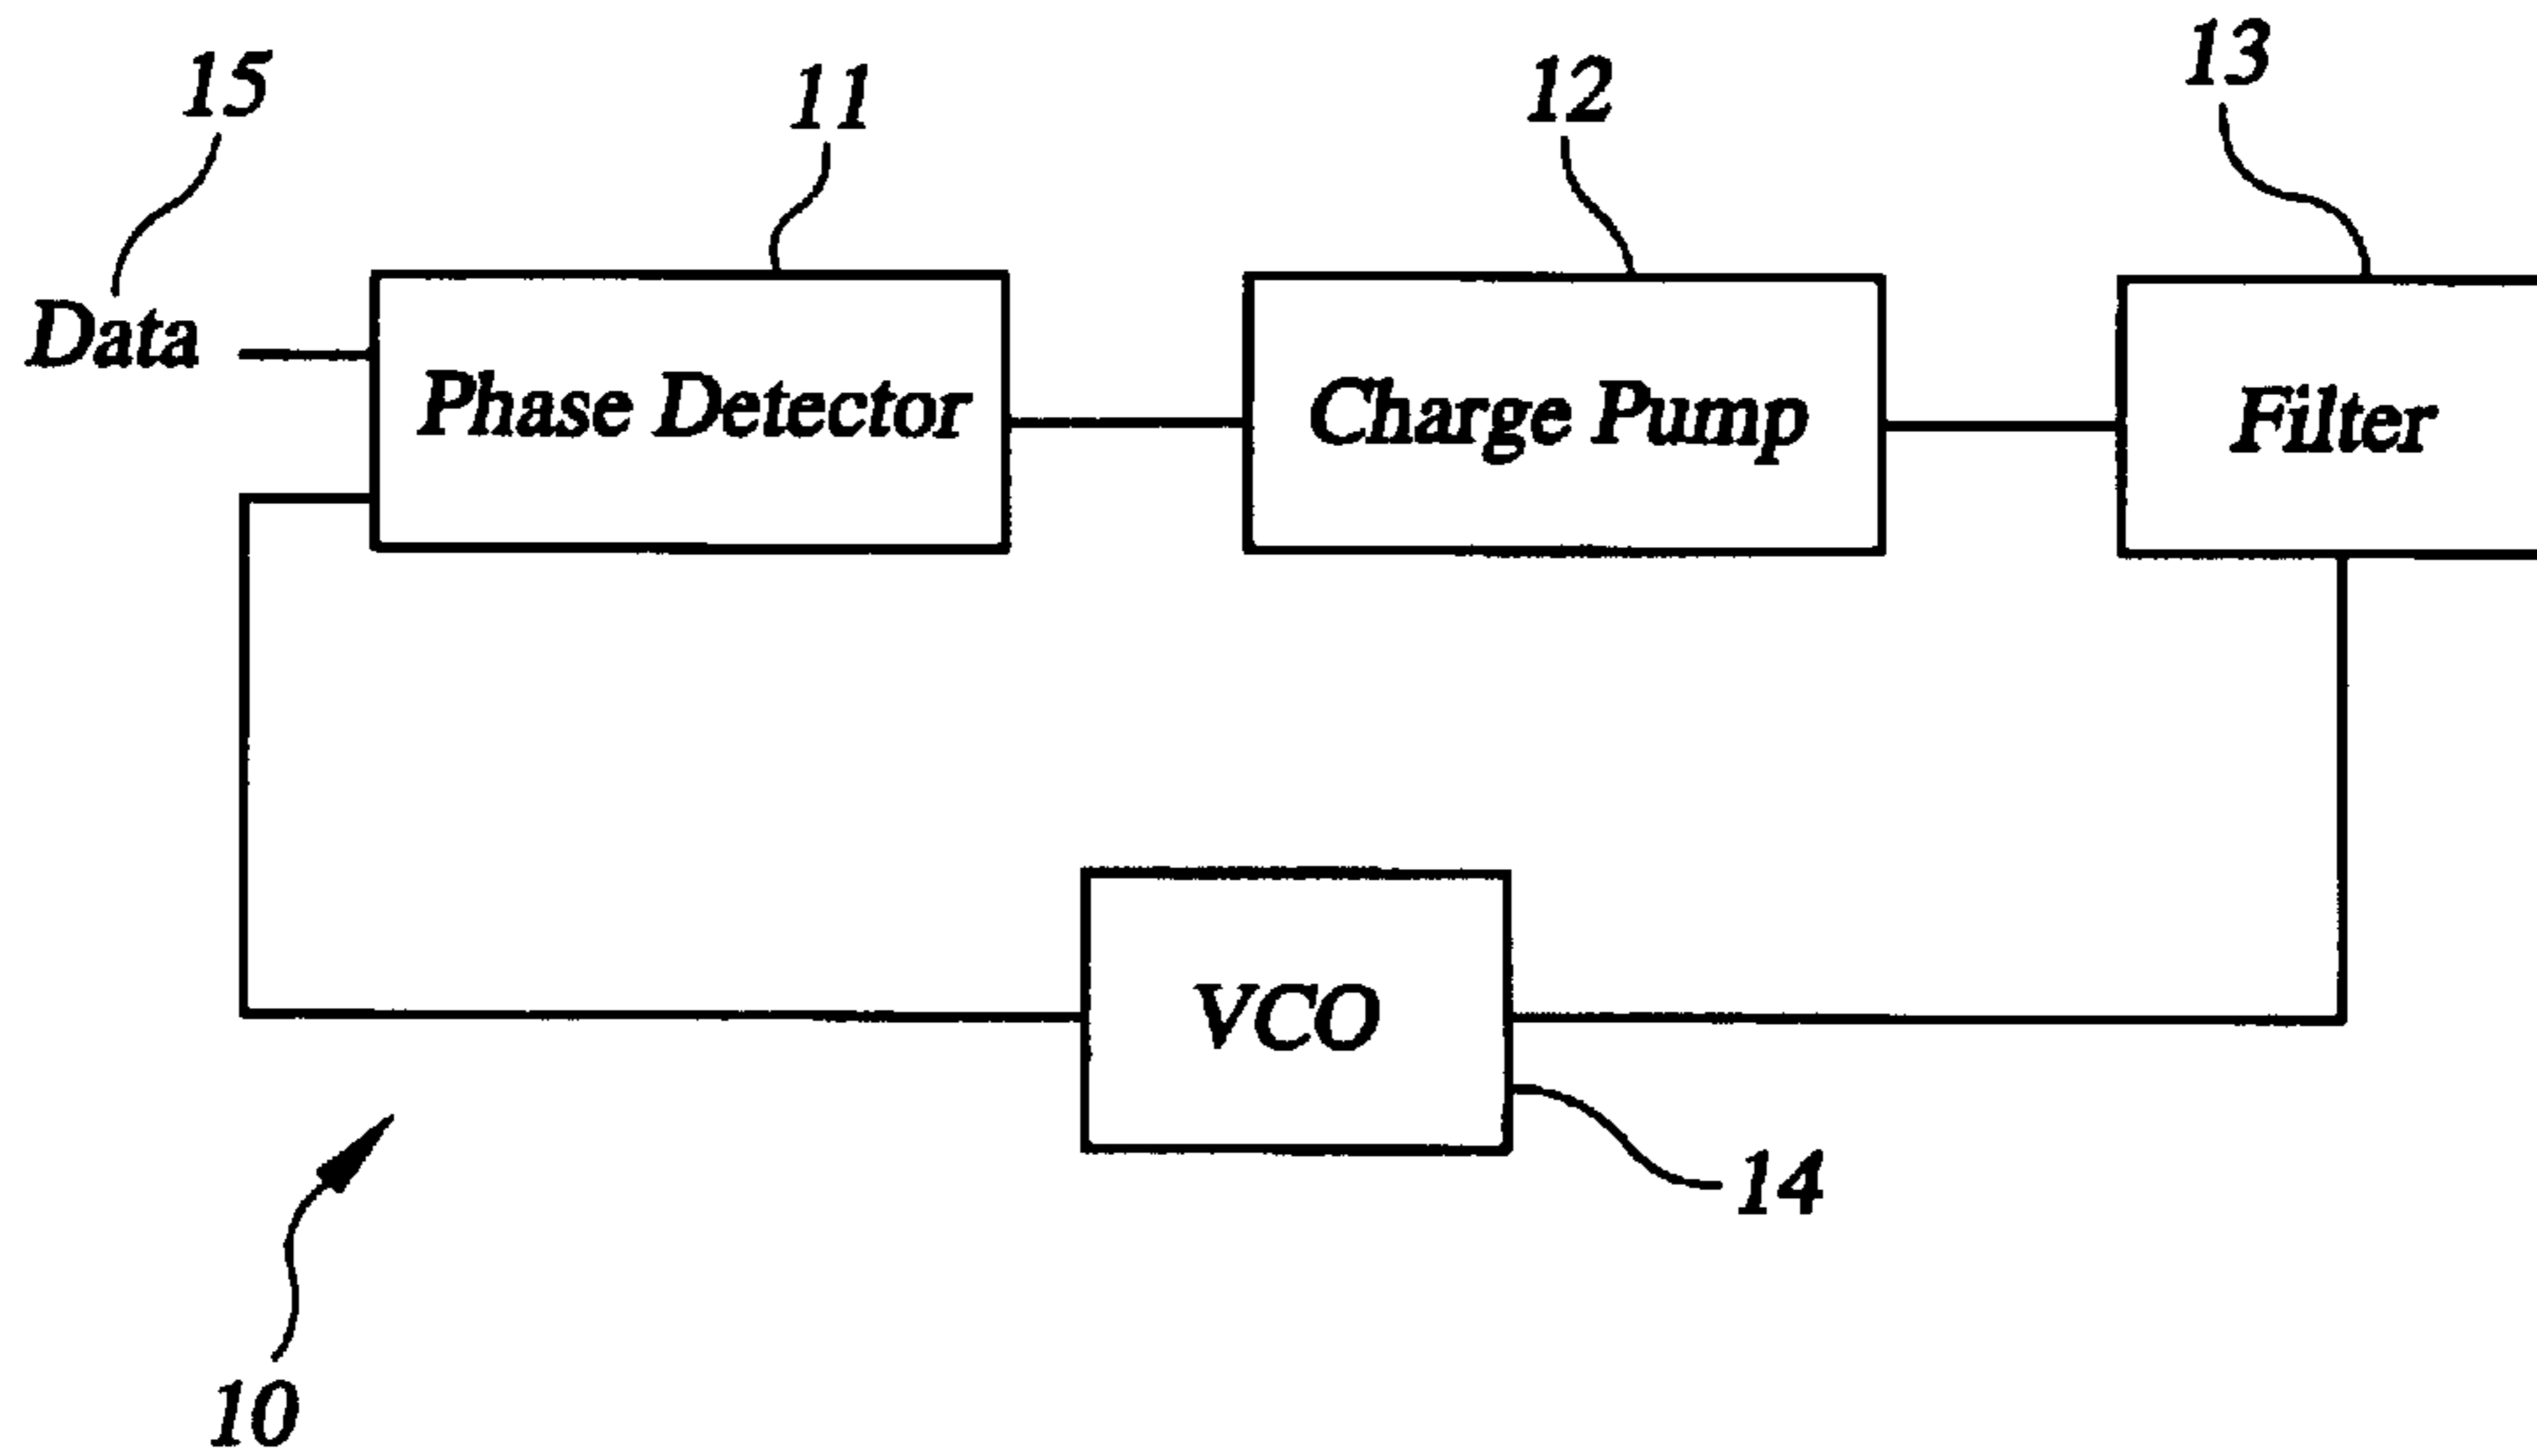 15
11
12
13
Data
Phase Detector
Charge Pump
Filter
VCO
14
10